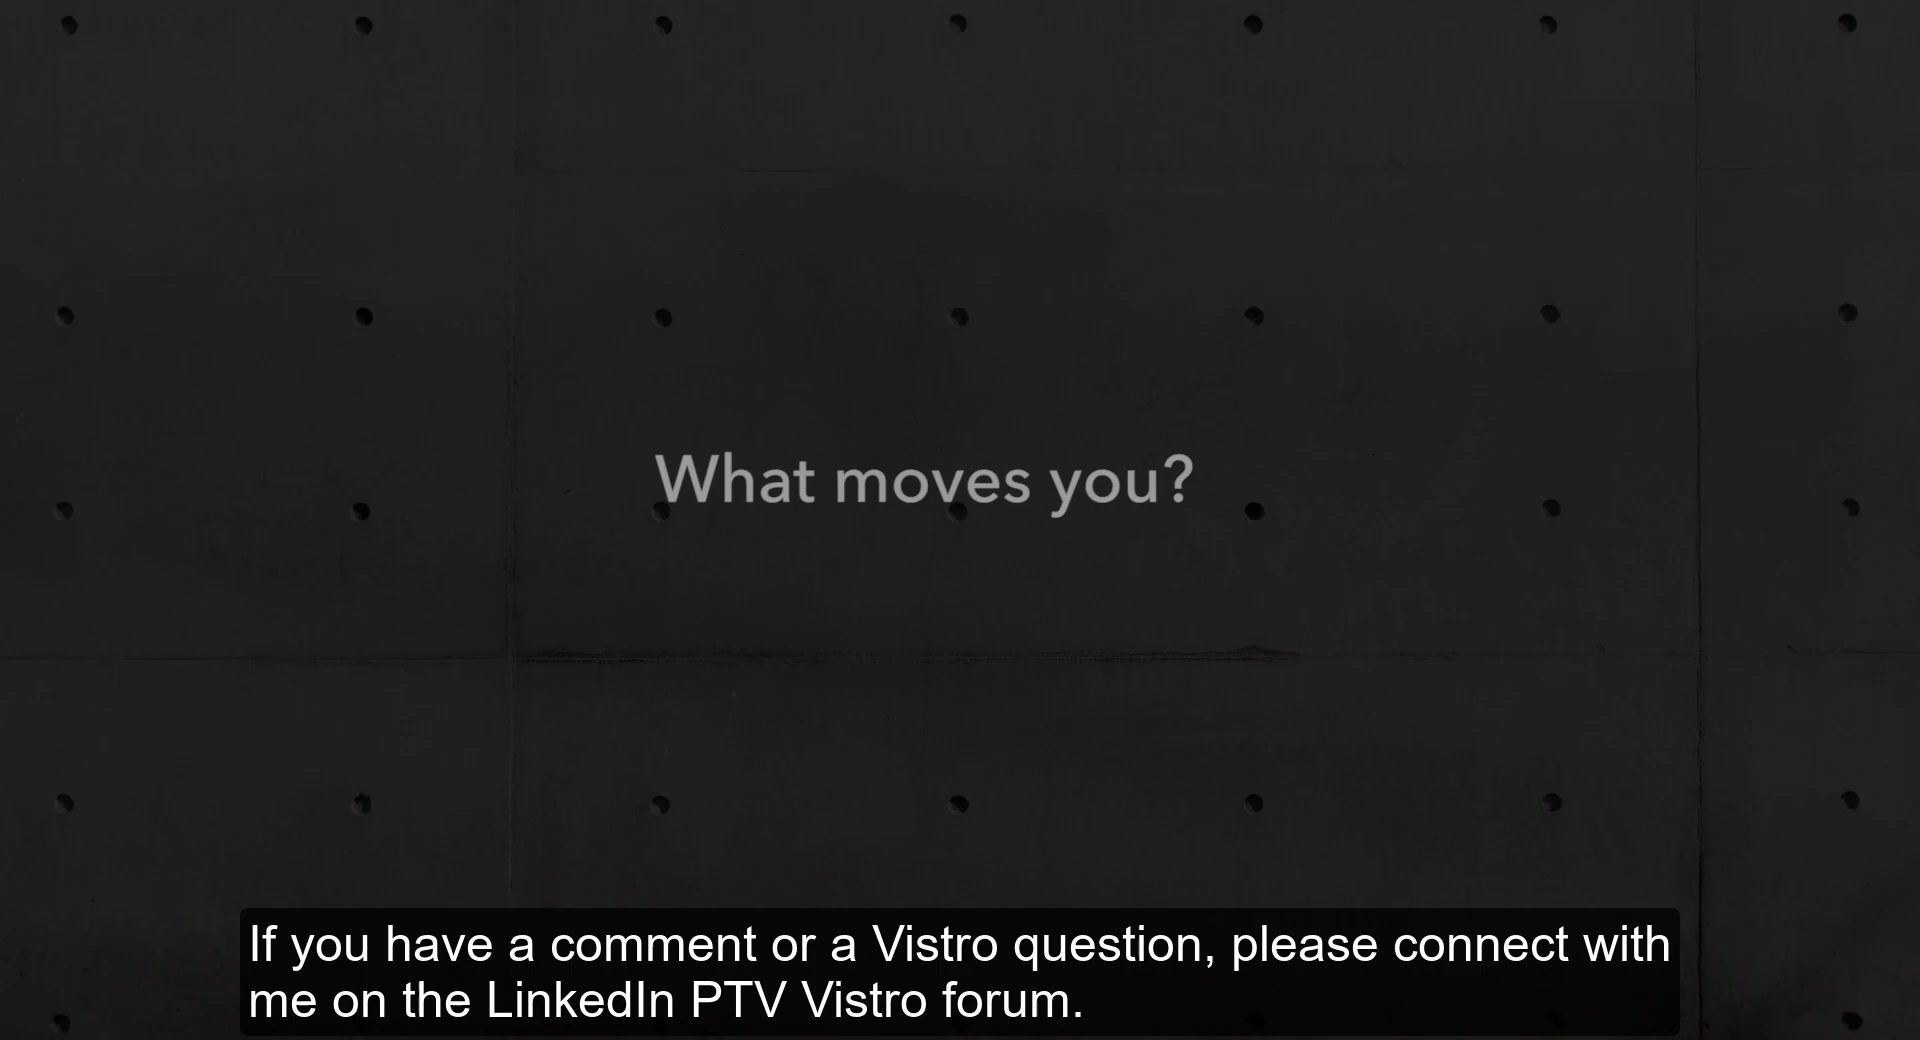 What moves you?
If you have a comment or a Vistro question, please connect with
me on the LinkedIn PTV Vistro forum.